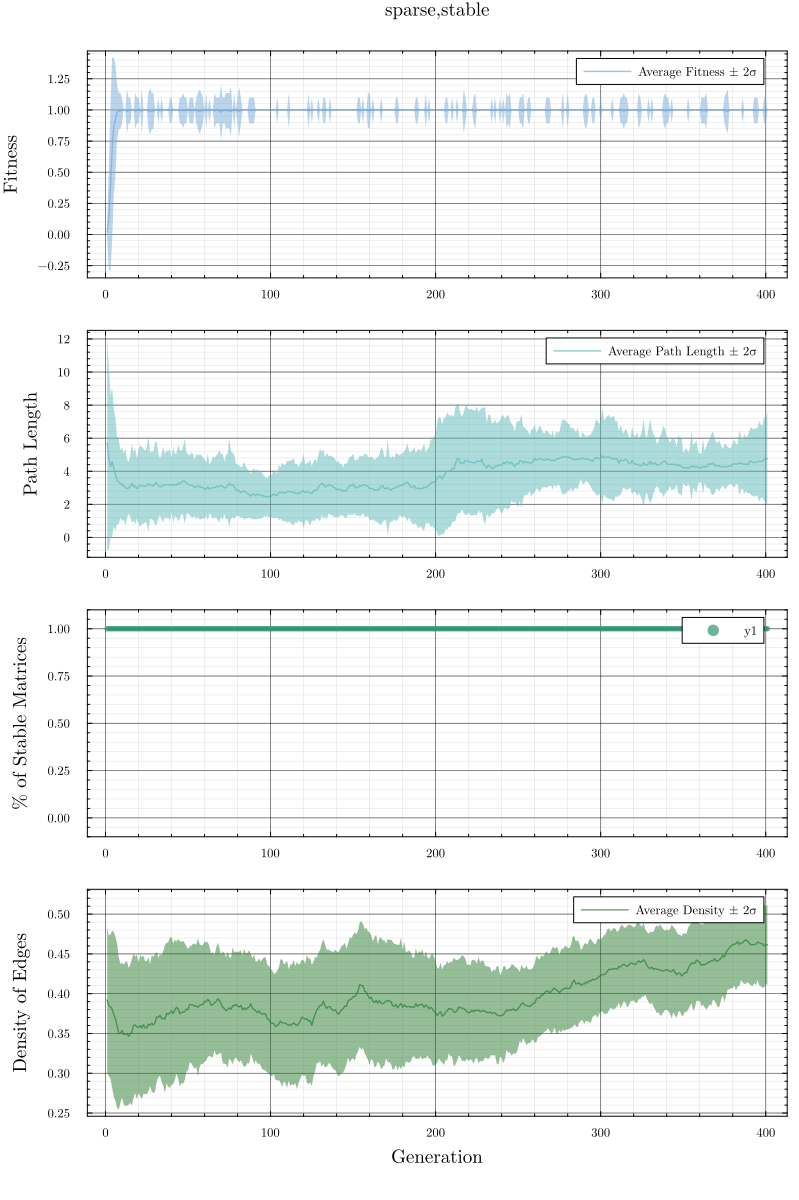 sparse,stable
Average Fitness ± 2σ
Fitness
1.25
1.00
0.75
0.50
0.25
0.00
−0.25
0 100 200 300 400
Average Path Length ± 2σ
Path Length
12
10
8
6
4
2
0
0 100 200 300 400
y1
% of Stable Matrices
1.00
0.75
0.50
0.25
0.00
0 100 200 300 400
Average Density ± 2σ
Density of Edges
0.50
0.45
0.40
0.35
0.30
0.25
0 100 200 300 400
Generation